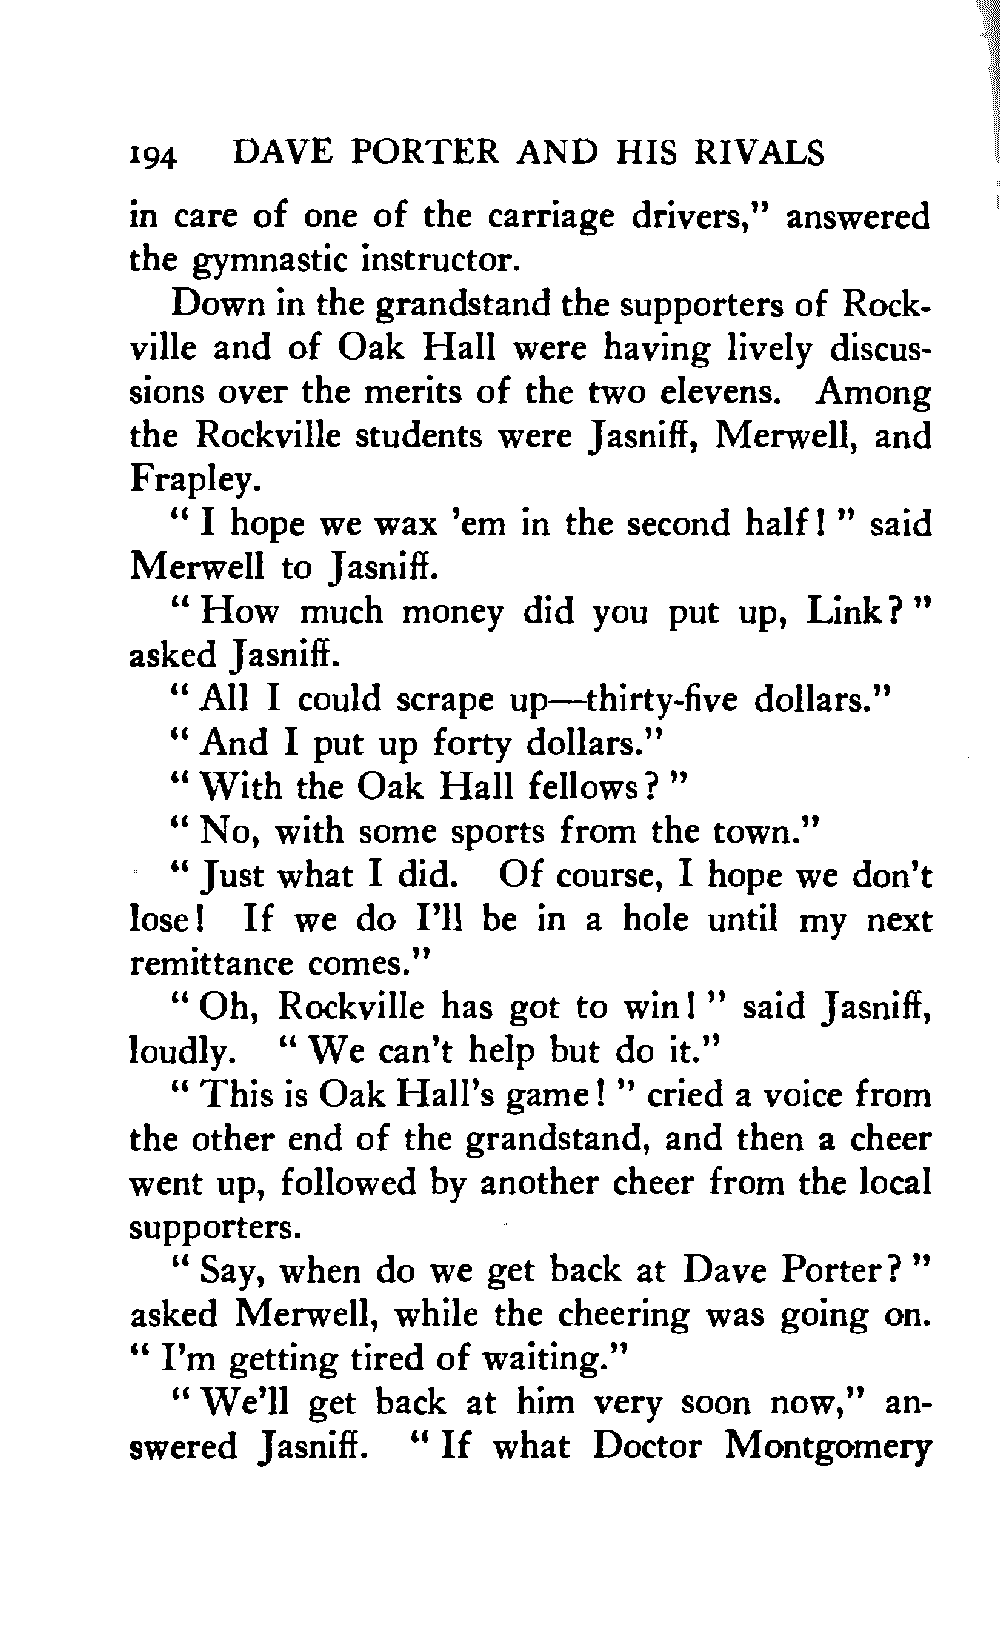 194 DAVE PORTER AND HIS RIVALS
in care of one of the carriage drivers," answered
the gymnastic instructor.
Down in the grandstand the supporters of Rock-
ville and of Oak Hall were having lively discus-
sions over the merits of the two elevens. Among
the Rockville students were Jasniff, Merwell, and
Frapley.
" I hope we wax 'em in the second half! " said
Merwell to Jasniff.
" How much money did you put up, Link? "
asked Jasniff.
" All I could scrape up—thirty-five dollars."
" And I put up forty dollars."
" With the Oak Hall fellows? "
" No, with some sports from the town."
" Just what I did. Of course, I hope we don't
lose! If we do I'll be in a hole until my next
remittance comes."
" Oh, Rockville has got to win! " said Jasniff,
loudly. " We can't help but do it."
" This is Oak Hall's game! " cried a voice from
the other end of the grandstand, and then a cheer
went up, followed by another cheer from the local
supporters.
" Say, when do we get back at Dave Porter? "
asked Merwell, while the cheering was going on.
" I'm getting tired of waiting."
" We'll get back at him very soon now," an-
swered Jasniff. " If what Doctor Montgomery